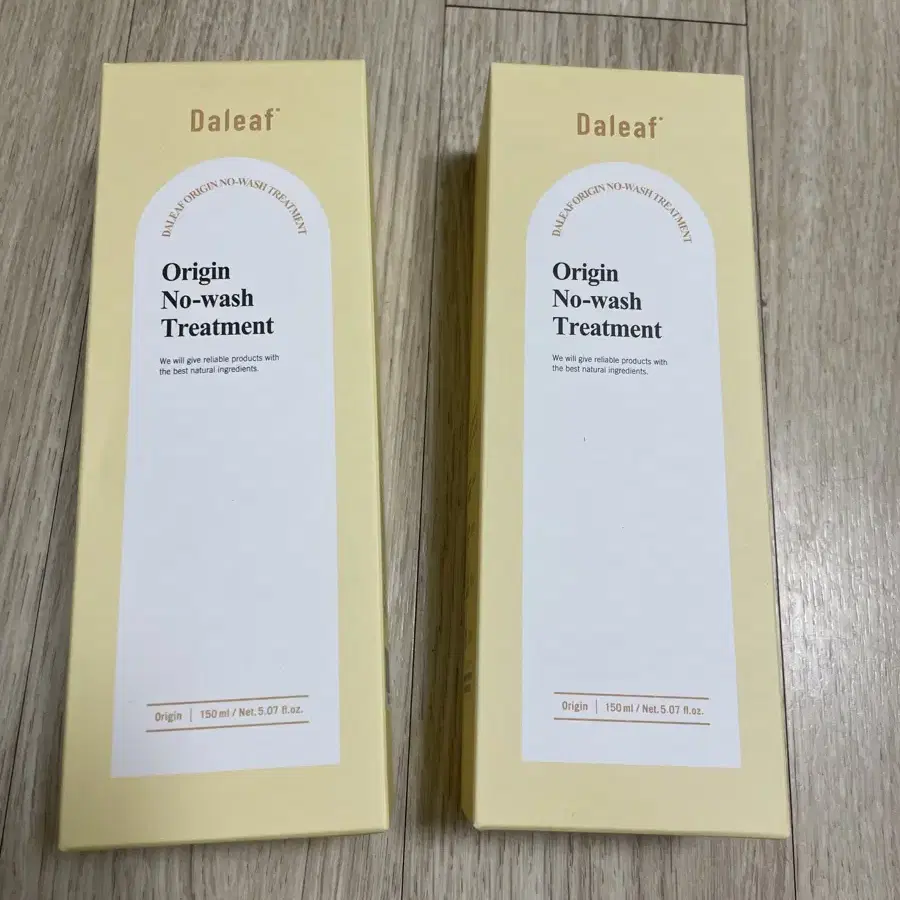 Daleaf
DALEAF ORIGIN NO-WASH TREATMENT
Origin
No-wash
Treatment
We will give reliable products with
the best natural ingredients.
Origin | 150 ml / Net. 5.07 fl.oz.
Daleaf
DALEAF ORIGIN NO-WASH TREATMENT
Origin
No-wash
Treatment
We will give reliable products with
the best natural ingredients.
Origin | 150 ml / Net. 5.07 fl.oz.